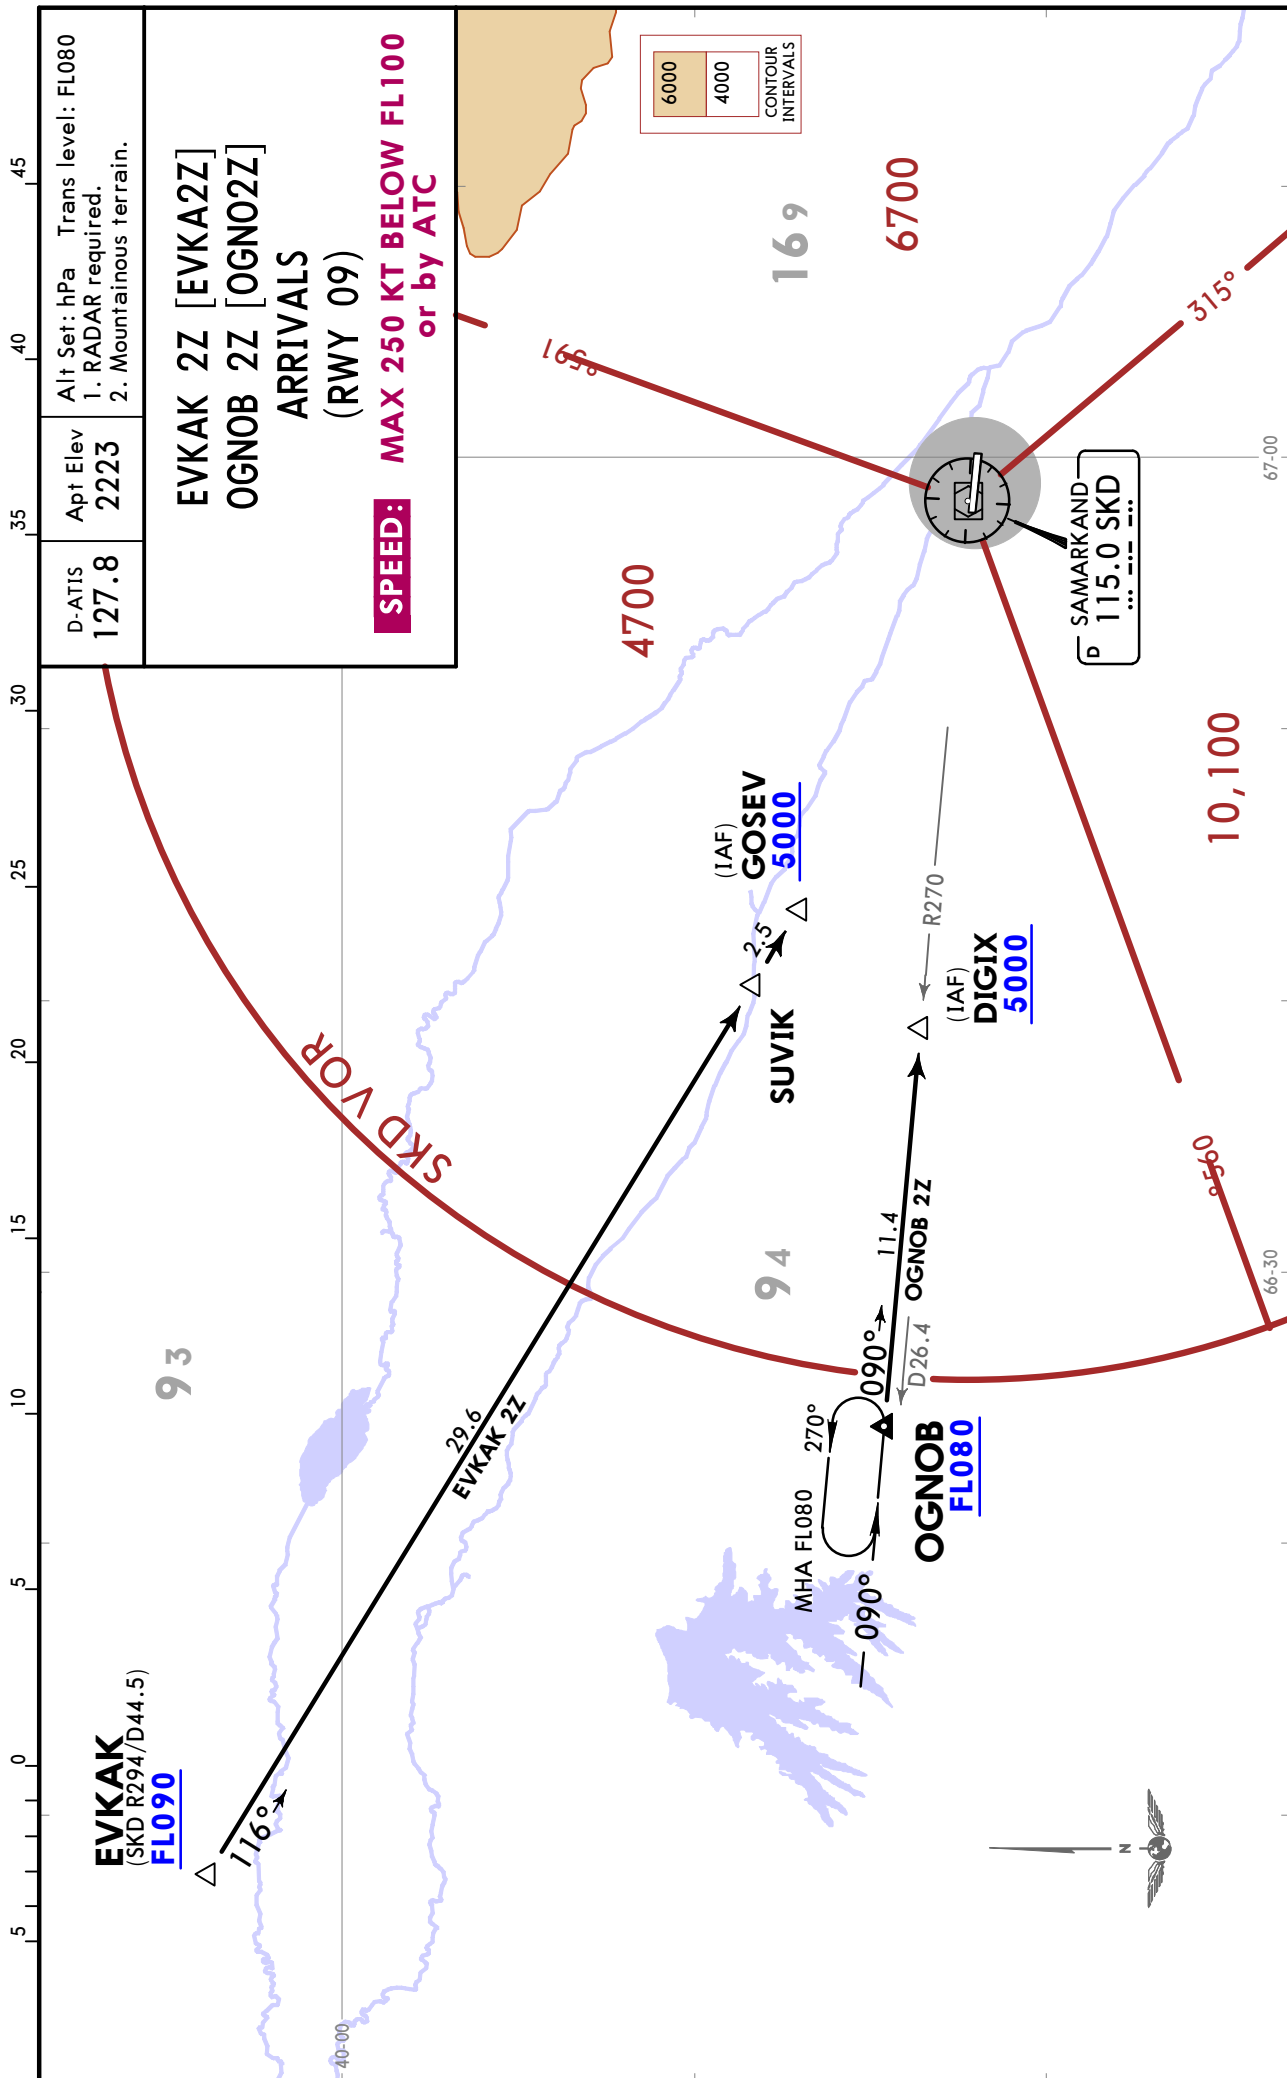 D-ATIS
127.8
Apt Elev
2223
Alt Set: hPa Trans level: FL080
1. RADAR required.
2. Mountainous terrain.
EVKAK 2Z [EVKA2Z]
OGNOB 2Z [OGNO2Z]
ARRIVALS
(RWY 09)
SPEED: MAX 250 KT BELOW FL100
or by ATC
5
0
5
10
15
20
25
30
35
40
45
EVKAK
(SKD R294/D44.5)
FL090
116°
29.6
EVKAK 2Z
93
SKD VOR
4700
165°
6000
4000
CONTOUR
INTERVALS
169
6700
315°
SUVIK
2.5
(IAF)
GOSEV
5000
94
MHA FL080
270°
090°
090°
OGNOB
FL080
11.4
OGNOB 2Z
D26.4
R270
(IAF)
DIGIX
5000
095°
10,100
SAMARKAND
D 115.0 SKD
40-00
66-30
67-00
N